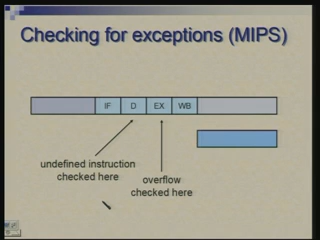 Checking for exceptions (MIPS)
IF D EX WB
undefined instruction
checked here
overflow
checked here